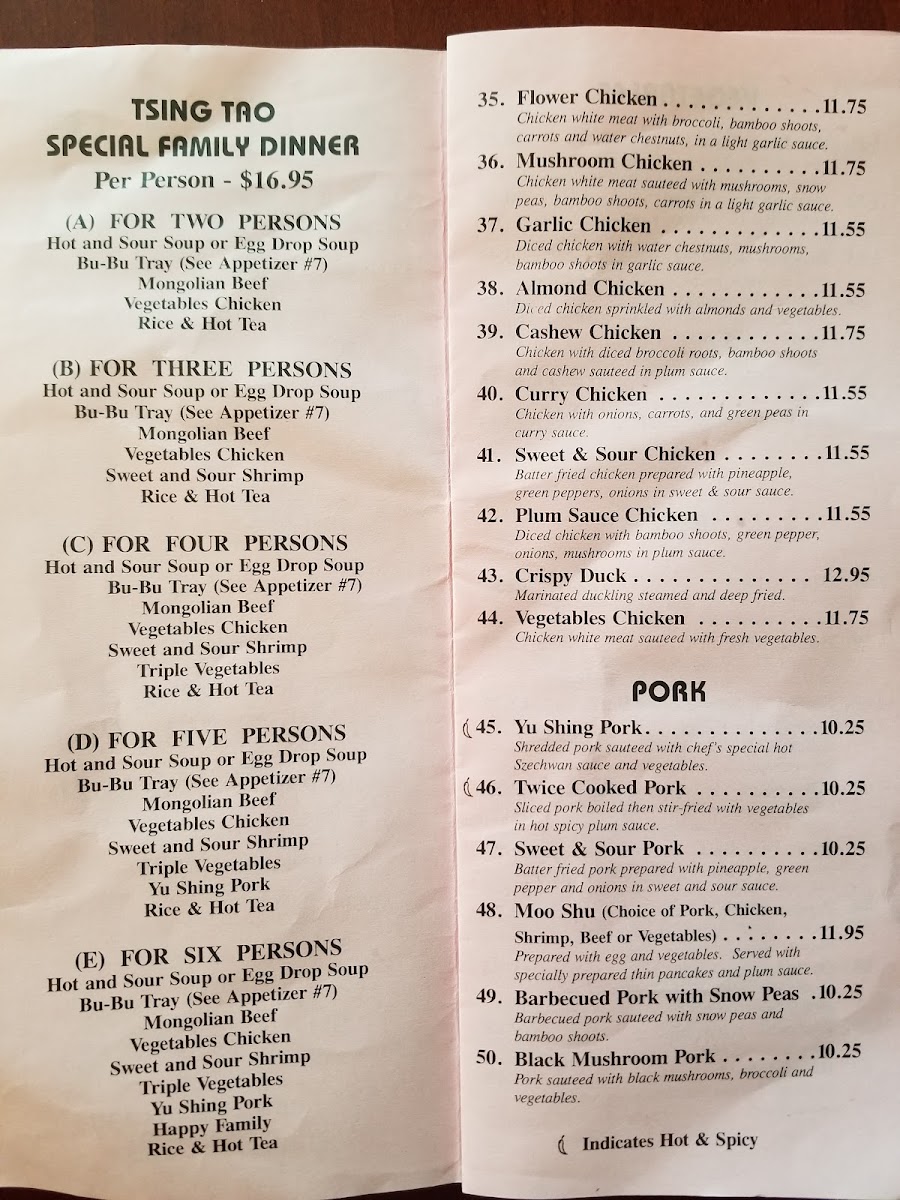 TSING TAO
SPECIAL FAMILY DINNER
Per Person - $16.95
(A) FOR TWO PERSONS
Hot and Sour Soup or Egg Drop Soup
Bu-Bu Tray (See Appetizer #7)
Mongolian Beef
Vegetables Chicken
Rice & Hot Tea
(B) FOR THREE PERSONS
Hot and Sour Soup or Egg Drop Soup
Bu-Bu Tray (See Appetizer #7)
Mongolian Beef
Vegetables Chicken
Sweet and Sour Shrimp
Rice & Hot Tea
(C) FOR FOUR PERSONS
Hot and Sour Soup or Egg Drop Soup
Bu-Bu Tray (See Appetizer #7)
Mongolian Beef
Vegetables Chicken
Sweet and Sour Shrimp
Triple Vegetables
Rice & Hot Tea
(D) FOR FIVE PERSONS
Hot and Sour Soup or Egg Drop Soup
Bu-Bu Tray (See Appetizer #7)
Mongolian Beef
Vegetables Chicken
Sweet and Sour Shrimp
Triple Vegetables
Yu Shing Pork
Rice & Hot Tea
(E) FOR SIX PERSONS
Hot and Sour Soup or Egg Drop Soup
Bu-Bu Tray (See Appetizer #7)
Mongolian Beef
Vegetables Chicken
Sweet and Sour Shrimp
Triple Vegetables
Yu Shing Pork
Happy Family
Rice & Hot Tea
35. Flower Chicken . . . . . . . . . . . . . 11.75
Chicken white meat with broccoli, bamboo shoots,
carrots and water chestnuts, in a light garlic sauce.
36. Mushroom Chicken . . . . . . . . . . 11.75
Chicken white meat sauteed with mushrooms, snow
peas, bamboo shoots, carrots in a light garlic sauce.
37. Garlic Chicken . . . . . . . . . . . . . 11.55
Diced chicken with water chestnuts, mushrooms,
bamboo shoots in garlic sauce.
38. Almond Chicken . . . . . . . . . . . . 11.55
Diced chicken sprinkled with almonds and vegetables.
39. Cashew Chicken . . . . . . . . . . . . 11.75
Chicken with diced broccoli roots, bamboo shoots
and cashew sauteed in plum sauce.
40. Curry Chicken . . . . . . . . . . . . . 11.55
Chicken with onions, carrots, and green peas in
curry sauce.
41. Sweet & Sour Chicken . . . . . . . . 11.55
Batter fried chicken prepared with pineapple,
green peppers, onions in sweet & sour sauce.
42. Plum Sauce Chicken . . . . . . . . . 11.55
Diced chicken with bamboo shoots, green pepper,
onions, mushrooms in plum sauce.
43. Crispy Duck . . . . . . . . . . . . . . 12.95
Marinated duckling steamed and deep fried.
44. Vegetables Chicken . . . . . . . . . . 11.75
Chicken white meat sauteed with fresh vegetables.
PORK
45. Yu Shing Pork . . . . . . . . . . . . . 10.25
Shredded pork sauteed with chef's special hot
Szechwan sauce and vegetables.
46. Twice Cooked Pork . . . . . . . . . . 10.25
Sliced pork boiled then stir-fried with vegetables
in hot spicy plum sauce.
47. Sweet & Sour Pork . . . . . . . . . . 10.25
Batter fried pork prepared with pineapple, green
pepper and onions in sweet and sour sauce.
48. Moo Shu (Choice of Pork, Chicken,
Shrimp, Beef or Vegetables) . . . . . . . . 11.95
Prepared with egg and vegetables. Served with
specially prepared thin pancakes and plum sauce.
49. Barbecued Pork with Snow Peas . 10.25
Barbecued pork sauteed with snow peas and
bamboo shoots.
50. Black Mushroom Pork . . . . . . . . 10.25
Pork sauteed with black mushrooms, broccoli and
vegetables.
Indicates Hot & Spicy